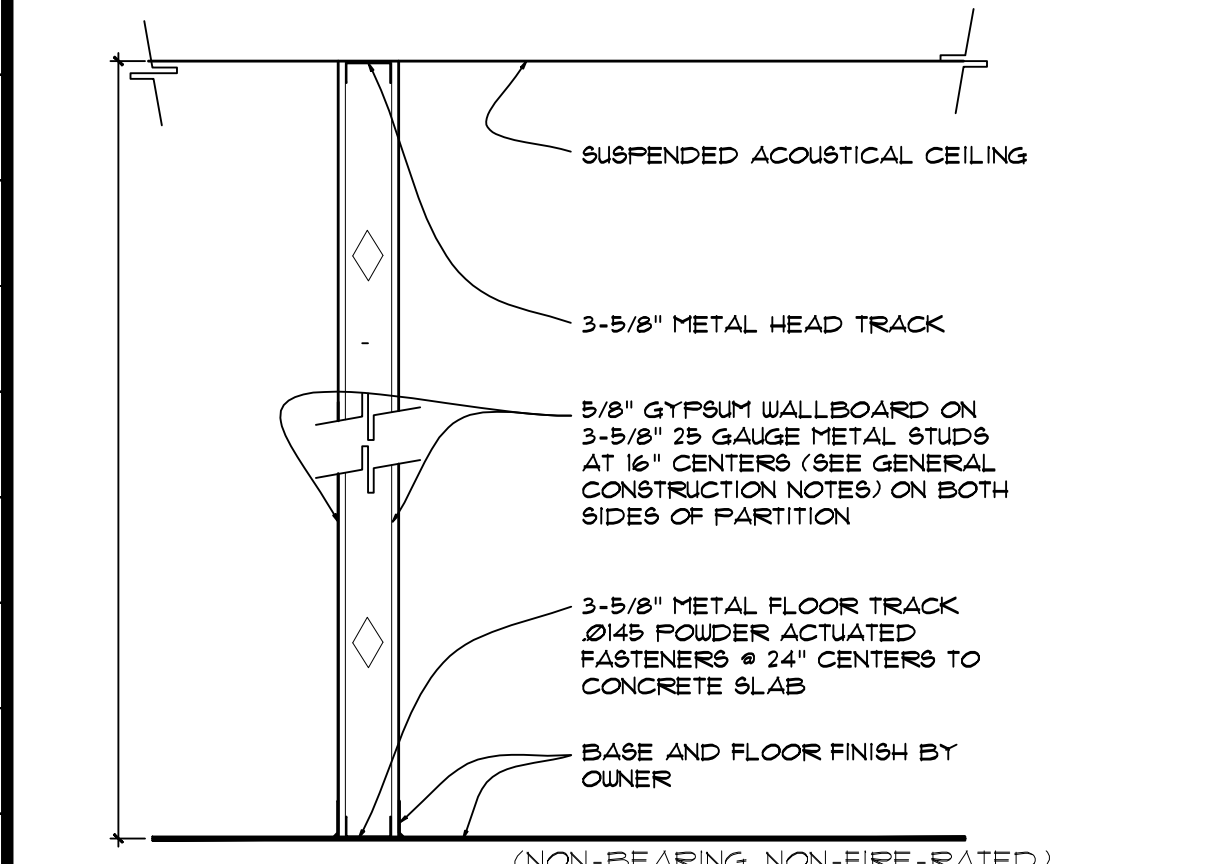 SUSPENDED ACOUSTICAL CEILING
3-5/8" METAL HEAD TRACK
5/8" GYPSUM WALLBOARD ON
3-5/8" 25 GAUGE METAL STUDS
AT 16" CENTERS (SEE GENERAL
CONSTRUCTION NOTES) ON BOTH
SIDES OF PARTITION
3-5/8" METAL FLOOR TRACK
.0145 POWDER ACTUATED
FASTENERS @ 24" CENTERS TO
CONCRETE SLAB
BASE AND FLOOR FINISH BY
OWNER
(NON-BEARING, NON-FIRE-RATED)